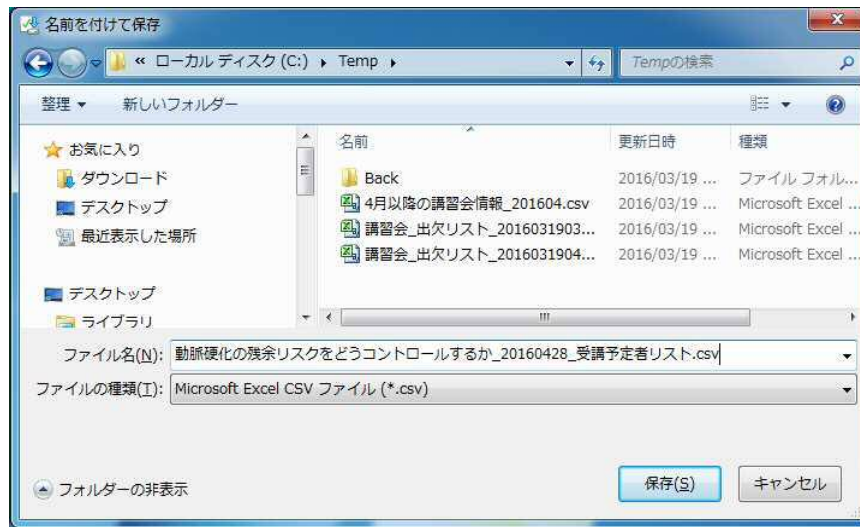 名前を付けて保存
« ローカル ディスク (C:) ▸ Temp ▸
Tempの検索
整理 ▼ 新しいフォルダー
お気に入り
ダウンロード
デスクトップ
最近表示した場所
デスクトップ
ライブラリ
名前 更新日時 種類
Back 2016/03/19 ... ファイル フォル...
4月以降の講習会情報_201604.csv 2016/03/19 ... Microsoft Excel ...
講習会_出欠リスト_2016031903... 2016/03/19 ... Microsoft Excel ...
講習会_出欠リスト_2016031904... 2016/03/19 ... Microsoft Excel ...
ファイル名(N): 動脈硬化の残余リスクをどうコントロールするか_20160428_受講予定者リスト.csv
ファイルの種類(T): Microsoft Excel CSV ファイル (*.csv)
フォルダーの非表示
保存(S) キャンセル